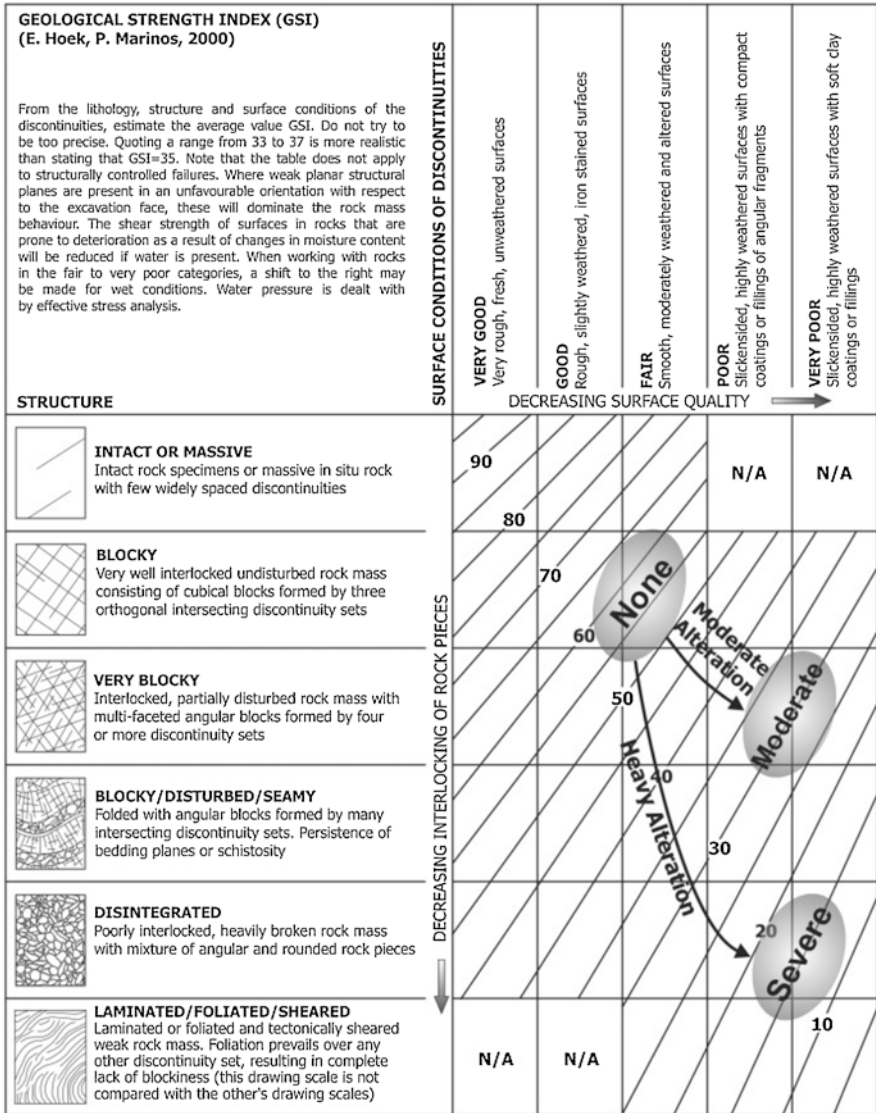 GEOLOGICAL STRENGTH INDEX (GSI)
(E. Hoek, P. Marinos, 2000)
From the lithology, structure and surface conditions of the
discontinuities, estimate the average value GSI. Do not try to
be too precise. Quoting a range from 33 to 37 is more realistic
than stating that GSI=35. Note that the table does not apply
to structurally controlled failures. Where weak planar structural
planes are present in an unfavourable orientation with respect
to the excavation face, these will dominate the rock mass
behaviour. The shear strength of surfaces in rocks that are
prone to deterioration as a result of changes in moisture content
will be reduced if water is present. When working with rocks
in the fair to very poor categories, a shift to the right may
be made for wet conditions. Water pressure is dealt with
by effective stress analysis.
STRUCTURE
SURFACE CONDITIONS OF DISCONTINUITIES
VERY GOOD
Very rough, fresh, unweathered surfaces
GOOD
Rough, slightly weathered, iron stained surfaces
FAIR
Smooth, moderately weathered and altered surfaces
POOR
Slickensided, highly weathered surfaces with compact
coatings or fillings of angular fragments
VERY POOR
Slickensided, highly weathered surfaces with soft clay
coatings or fillings
DECREASING SURFACE QUALITY
INTACT OR MASSIVE
Intact rock specimens or massive in situ rock
with few widely spaced discontinuities
90
80
N/A
N/A
BLOCKY
Very well interlocked undisturbed rock mass
consisting of cubical blocks formed by three
orthogonal intersecting discontinuity sets
70
60
None
Moderate
Alteration
DECREASING INTERLOCKING OF ROCK PIECES
VERY BLOCKY
Interlocked, partially disturbed rock mass with
multi-faceted angular blocks formed by four
or more discontinuity sets
50
Moderate
Heavy Alteration
BLOCKY/DISTURBED/SEAMY
Folded with angular blocks formed by many
intersecting discontinuity sets. Persistence of
bedding planes or schistosity
40
30
DISINTEGRATED
Poorly interlocked, heavily broken rock mass
with mixture of angular and rounded rock pieces
20
Severe
LAMINATED/FOLIATED/SHEARED
Laminated or foliated and tectonically sheared
weak rock mass. Foliation prevails over any
other discontinuity set, resulting in complete
lack of blockiness (this drawing scale is not
compared with the other's drawing scales)
N/A
N/A
10